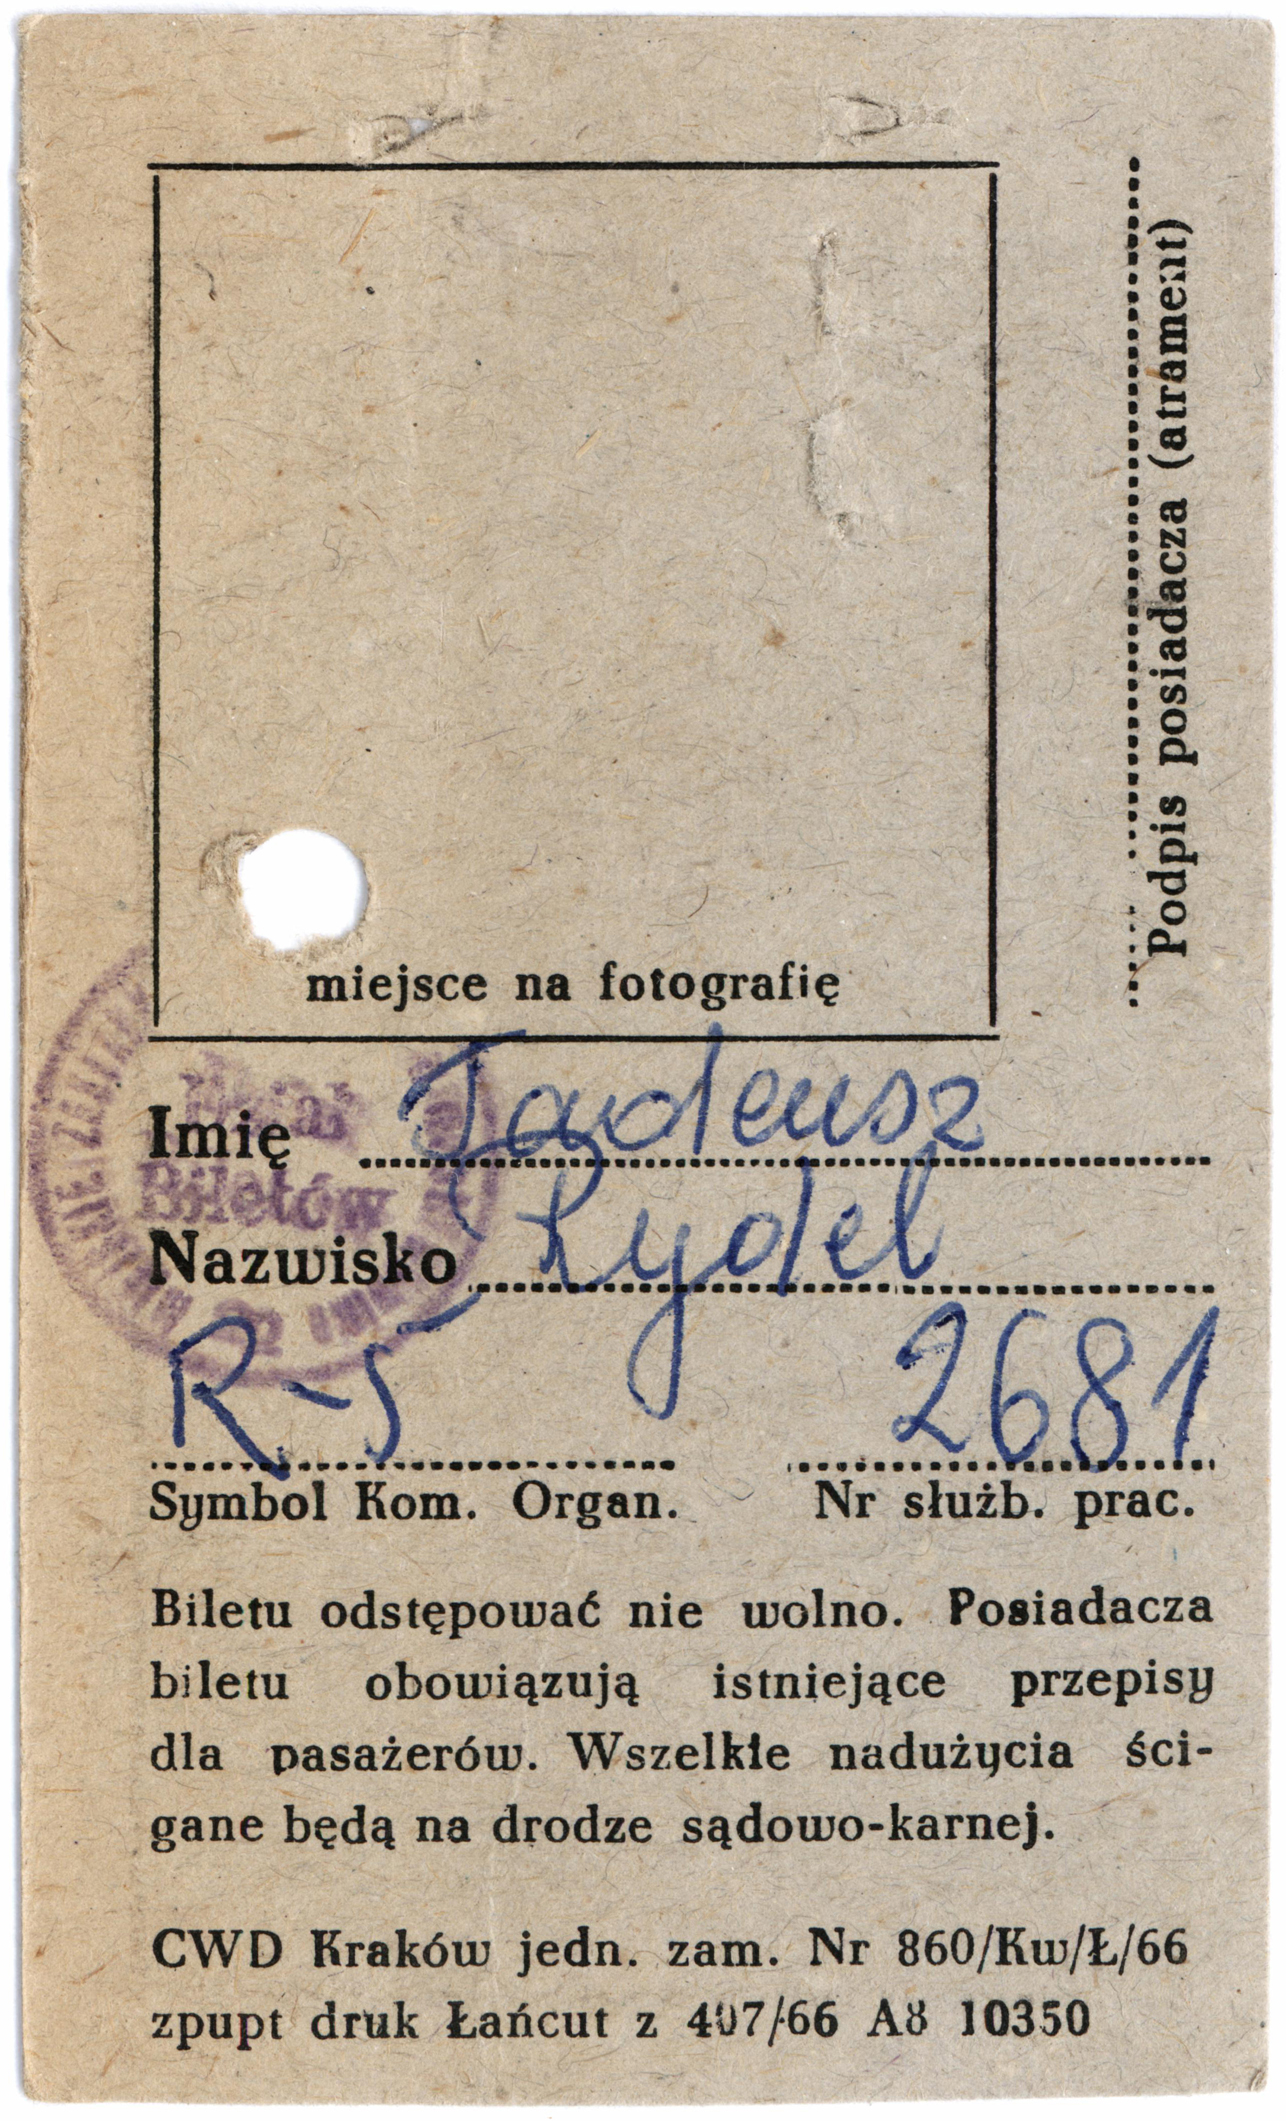 miejsce na fotografię
Podpis posiadacza (atrament)
Imię Tadeusz
Dział
Biletów
Nazwisko Rydel
R-5 2681
Symbol Kom. Organ. Nr służb. prac.
Biletu odstępować nie wolno. Posiadacza
biletu obowiązują istniejące przepisy
dla pasażerów. Wszelkie nadużycia ści-
gane będą na drodze sądowo-karnej.
CWD Kraków jedn. zam. Nr 860/Kw/Ł/66
zpupt druk Łańcut z 407/66 A8 10350